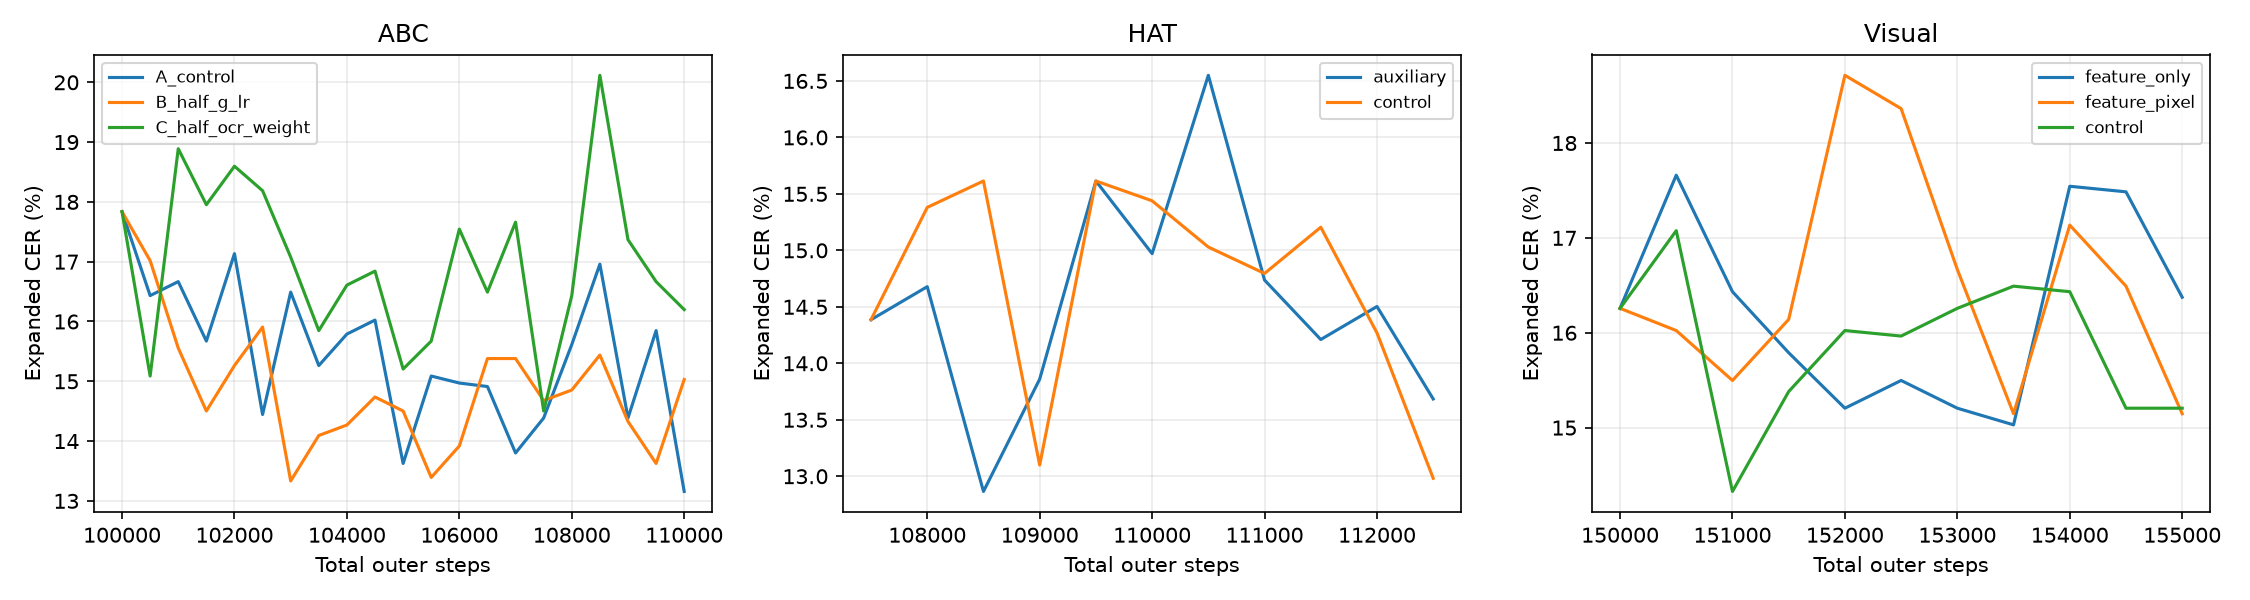 ABC
A_control
B_half_g_lr
C_half_ocr_weight
Expanded CER (%)
20
19
18
17
16
15
14
13
100000 102000 104000 106000 108000 110000
Total outer steps
HAT
auxiliary
control
Expanded CER (%)
16.5
16.0
15.5
15.0
14.5
14.0
13.5
13.0
108000 109000 110000 111000 112000
Total outer steps
Visual
feature_only
feature_pixel
control
Expanded CER (%)
18
17
16
15
150000 151000 152000 153000 154000 155000
Total outer steps